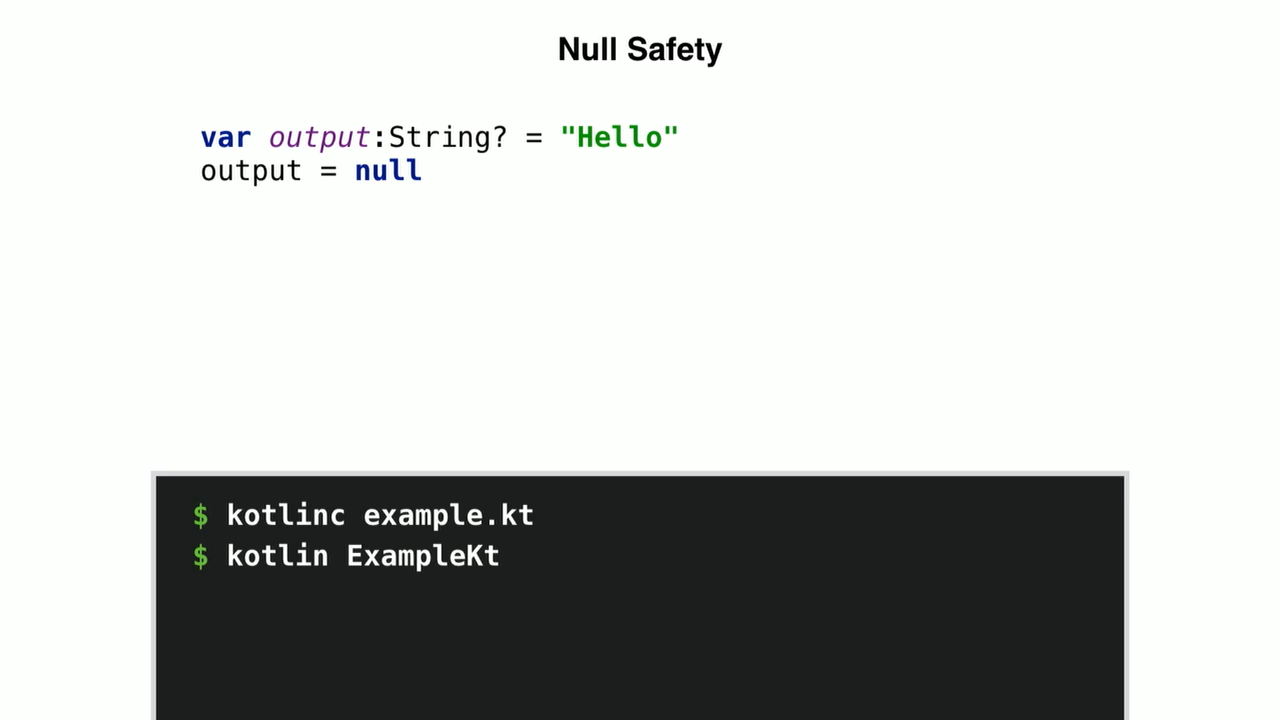 Null Safety
var output:String? = "Hello"
output = null
$ kotlinc example.kt
$ kotlin ExampleKt